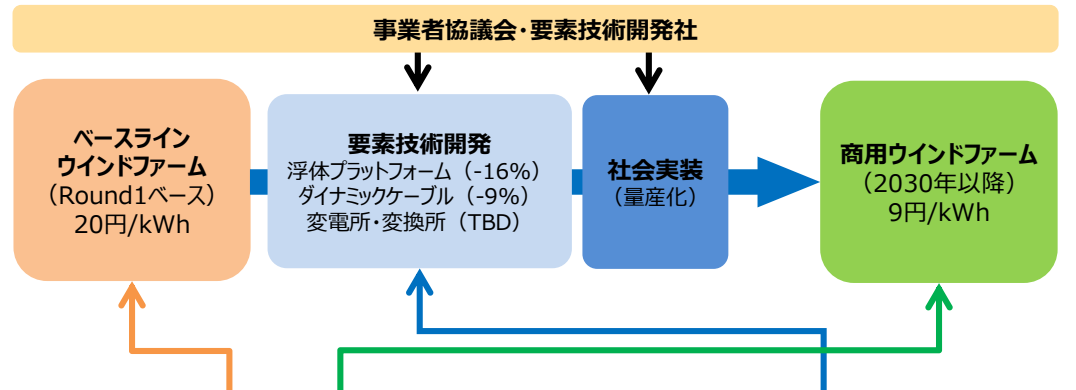 事業者協議会・要素技術開発社
ベースライン
ウインドファーム
（Round1ベース）
20円/kWh
要素技術開発
浮体プラットフォーム（-16%）
ダイナミックケーブル（-9%）
変電所・変換所（TBD）
社会実装
（量産化）
商用ウインドファーム
（2030年以降）
9円/kWh